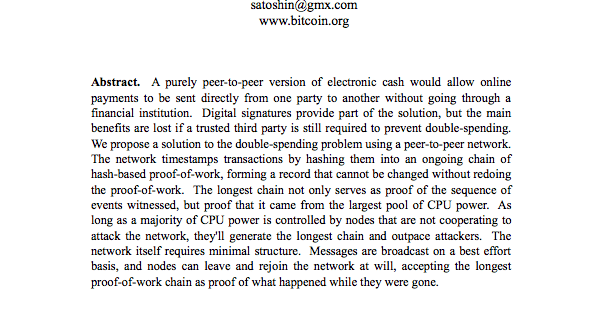 satoshin@gmx.com
www.bitcoin.org
Abstract. A purely peer-to-peer version of electronic cash would allow online
payments to be sent directly from one party to another without going through a
financial institution. Digital signatures provide part of the solution, but the main
benefits are lost if a trusted third party is still required to prevent double-spending.
We propose a solution to the double-spending problem using a peer-to-peer network.
The network timestamps transactions by hashing them into an ongoing chain of
hash-based proof-of-work, forming a record that cannot be changed without redoing
the proof-of-work. The longest chain not only serves as proof of the sequence of
events witnessed, but proof that it came from the largest pool of CPU power. As
long as a majority of CPU power is controlled by nodes that are not cooperating to
attack the network, they'll generate the longest chain and outpace attackers. The
network itself requires minimal structure. Messages are broadcast on a best effort
basis, and nodes can leave and rejoin the network at will, accepting the longest
proof-of-work chain as proof of what happened while they were gone.